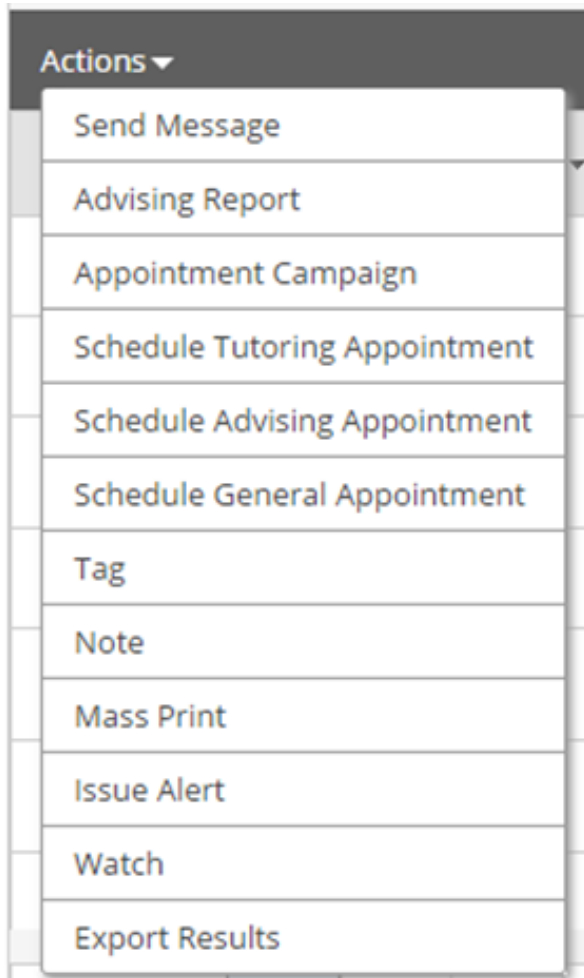 Actions
Send Message
Advising Report
Appointment Campaign
Schedule Tutoring Appointment
Schedule Advising Appointment
Schedule General Appointment
Tag
Note
Mass Print
Issue Alert
Watch
Export Results